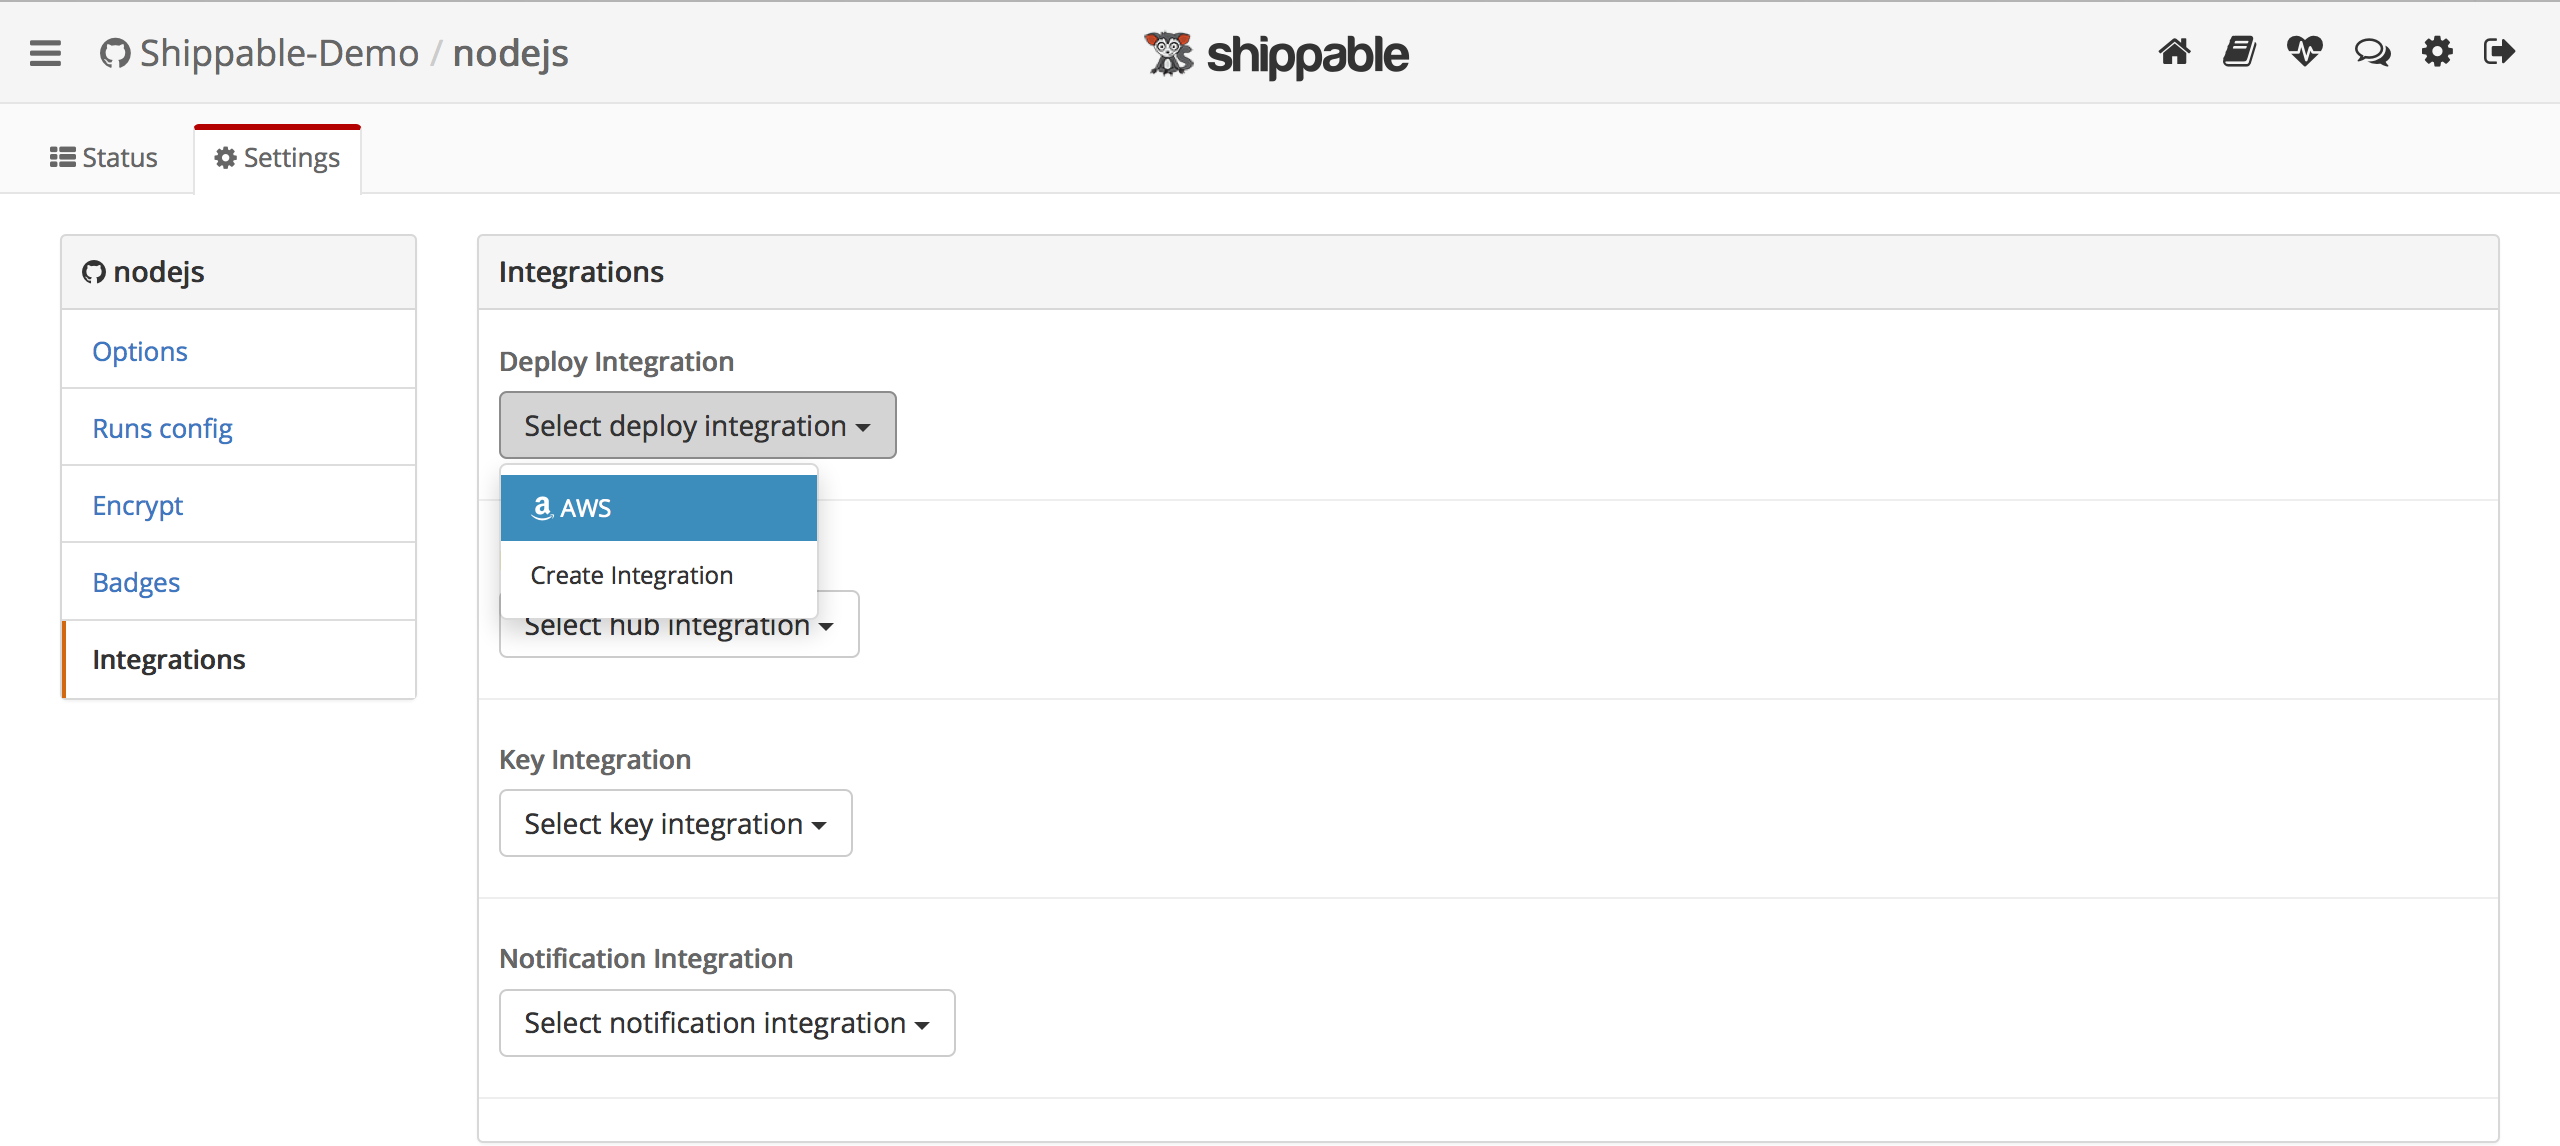 Shippable-Demo / nodejs
shippable
Status
Settings
nodejs
Options
Runs config
Encrypt
Badges
Integrations
Integrations
Deploy Integration
Select deploy integration
AWS
Create Integration
Select hub integration
Key Integration
Select key integration
Notification Integration
Select notification integration